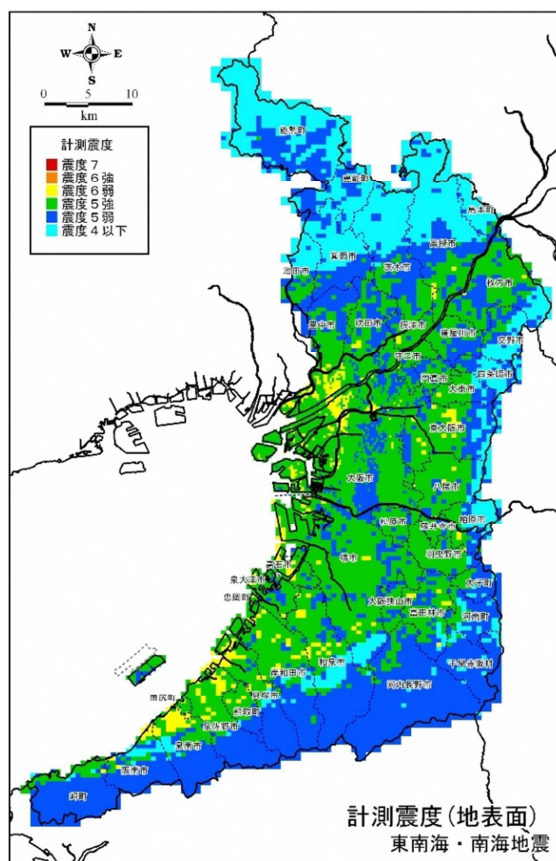 N
W E
S
0 5 10
km
計測震度
震度7
震度6強
震度6弱
震度5強
震度5弱
震度4以下
能勢町
豊能町
島本町
高槻市
箕面市
茨木市
池田市
枚方市
豊中市
吹田市
摂津市
寝屋川市
交野市
守口市
門真市
四条畷市
大東市
東大阪市
大阪市
八尾市
松原市
藤井寺市
柏原市
羽曳野市
堺市
高石市
泉大津市
忠岡町
太子町
大阪狭山市
富田林市
河南町
和泉市
千早赤阪村
岸和田市
河内長野市
貝塚市
田尻町
熊取町
泉佐野市
泉南市
阪南市
岬町
計測震度(地表面)
東南海・南海地震